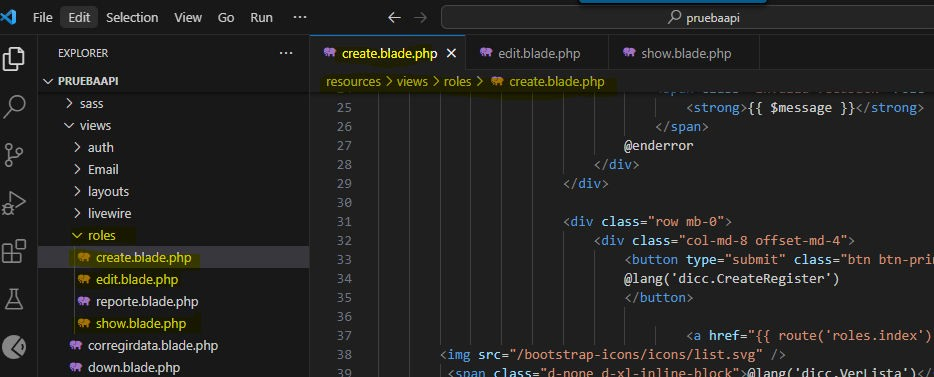 File Edit Selection View Go Run ... pruebaapi
EXPLORER ...
PRUEBAAPI
sass
views
auth
Email
layouts
livewire
roles
create.blade.php
edit.blade.php
reporte.blade.php
show.blade.php
corregirdata.blade.php
down.blade.php
create.blade.php edit.blade.php show.blade.php
resources > views > roles > create.blade.php
25 <strong>{{ $message }}</strong>
26 </span>
27 @enderror
28 </div>
29 </div>
30
31 <div class="row mb-0">
32 <div class="col-md-8 offset-md-4">
33 <button type="submit" class="btn btn-pri
34 @lang('dicc.CreateRegister')
35 </button>
36
37 <a href="{{ route('roles.index')
38 <img src="/bootstrap-icons/icons/list.svg" />
39 <span class="d-none d-xl-inline-block">@lang('dicc.VerLista')</